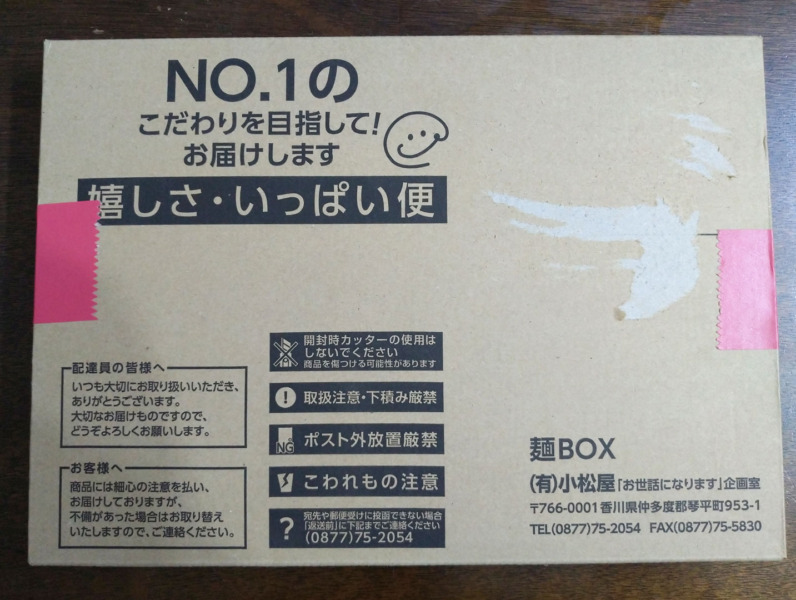 NO.1の
こだわりを目指して!
お届けします
嬉しさ・いっぱい便
配達員の皆様へ
いつも大切にお取り扱いいただき、
ありがとうございます。
大切なお届けものですので、
どうぞよろしくお願いします。
お客様へ
商品には細心の注意を払い、
お届けしておりますが、
不備があった場合はお取り替え
いたしますので、ご連絡ください。
開封時カッターの使用は
しないでください
商品を傷つける可能性があります
取扱注意・下積み厳禁
NG
ポスト外放置厳禁
こわれもの注意
宛先や郵便受けに投函できない場合
「返送前」に下記までご連絡ください
(0877)75-2054
麺BOX
(有)小松屋「お世話になります」企画室
〒766-0001 香川県仲多度郡琴平町953-1
TEL(0877)75-2054 FAX(0877)75-5830